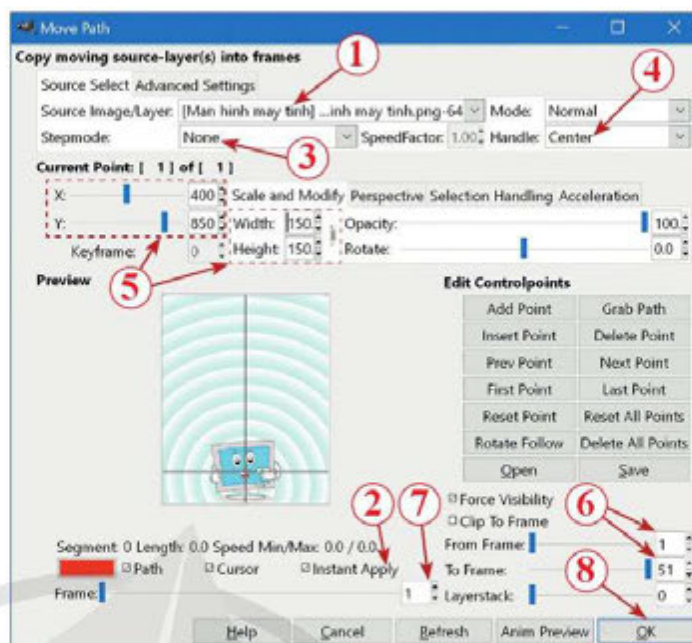 Move Path
Copy moving source-layer(s) into frames
1
Source Select Advanced Settings
4
Source Image/Layer: [Man hinh may tinh] ...inh may tinh.png-64 Mode: Normal
Stepmode: None SpeedFactor: 1.00 Handle: Center
3
Current Point: [ 1 ] of [ 1 ]
X: 400 Scale and Modify Perspective Selection Handling Acceleration
Y: 850 Width: 150. Opacity: 100.
Keyframe: 0 Height: 150. Rotate: 0.0
5
Preview Edit Controlpoints
Add Point Grab Path
Insert Point Delete Point
Prev Point Next Point
First Point Last Point
Reset Point Reset All Points
Rotate Follow Delete All Points
Open Save
2 7 Force Visibility 6
Clip To Frame
Segment: 0 Length: 0.0 Speed Min/Max: 0.0 / 0.0 From Frame: 1
Path Cursor Instant Apply 8 To Frame: 51
Frame: 1 Layerstack: 0
Help Cancel Refresh Anim Preview OK